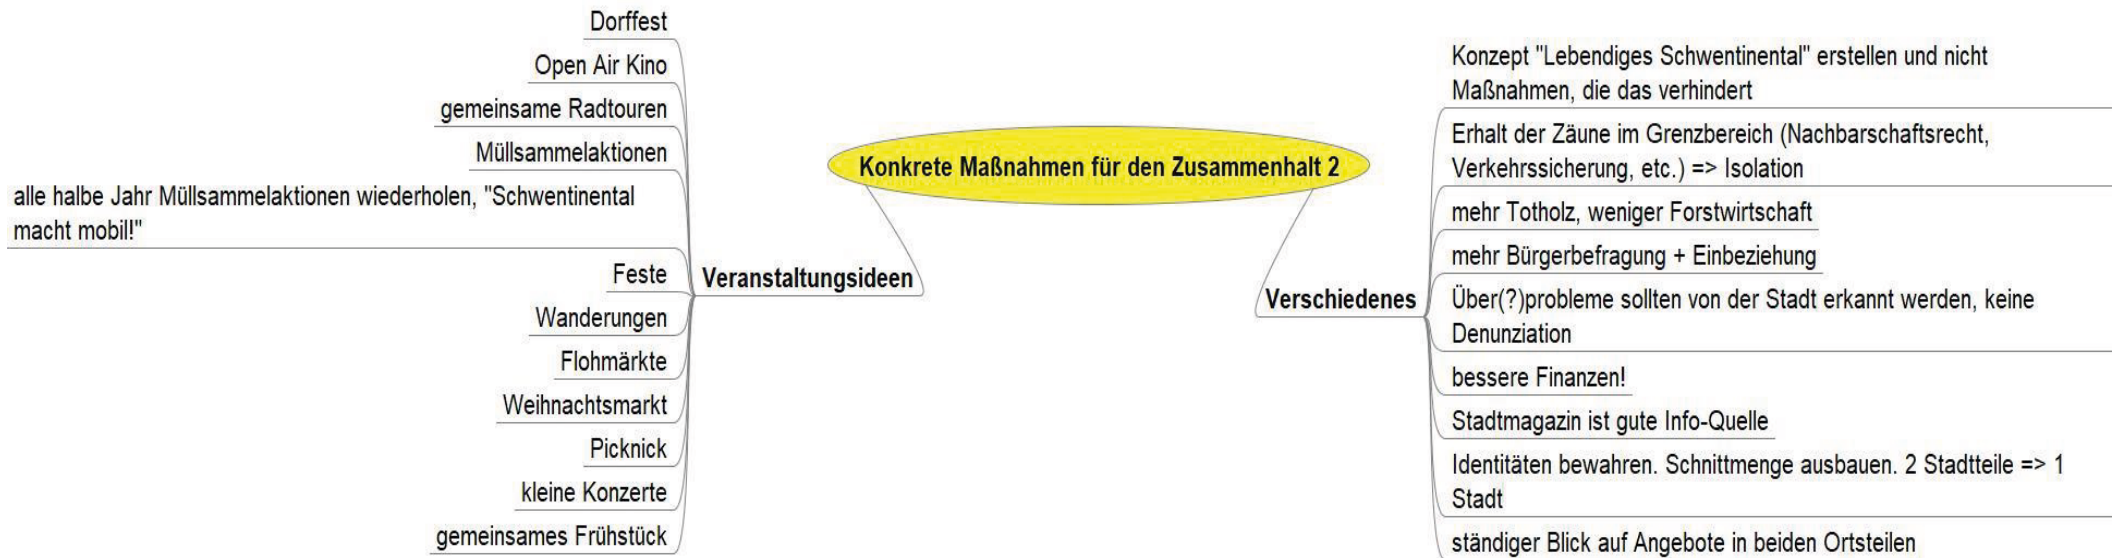 Konkrete Maßnahmen für den Zusammenhalt 2
Veranstaltungsideen
Dorffest
Open Air Kino
gemeinsame Radtouren
Müllsammelaktionen
alle halbe Jahr Müllsammelaktionen wiederholen, "Schwentinental
macht mobil!"
Feste
Wanderungen
Flohmärkte
Weihnachtsmarkt
Picknick
kleine Konzerte
gemeinsames Frühstück
Verschiedenes
Konzept "Lebendiges Schwentinental" erstellen und nicht
Maßnahmen, die das verhindert
Erhalt der Zäune im Grenzbereich (Nachbarschaftsrecht,
Verkehrssicherung, etc.) => Isolation
mehr Totholz, weniger Forstwirtschaft
mehr Bürgerbefragung + Einbeziehung
Über(?)probleme sollten von der Stadt erkannt werden, keine
Denunziation
bessere Finanzen!
Stadtmagazin ist gute Info-Quelle
Identitäten bewahren. Schnittmenge ausbauen. 2 Stadtteile => 1
Stadt
ständiger Blick auf Angebote in beiden Ortsteilen